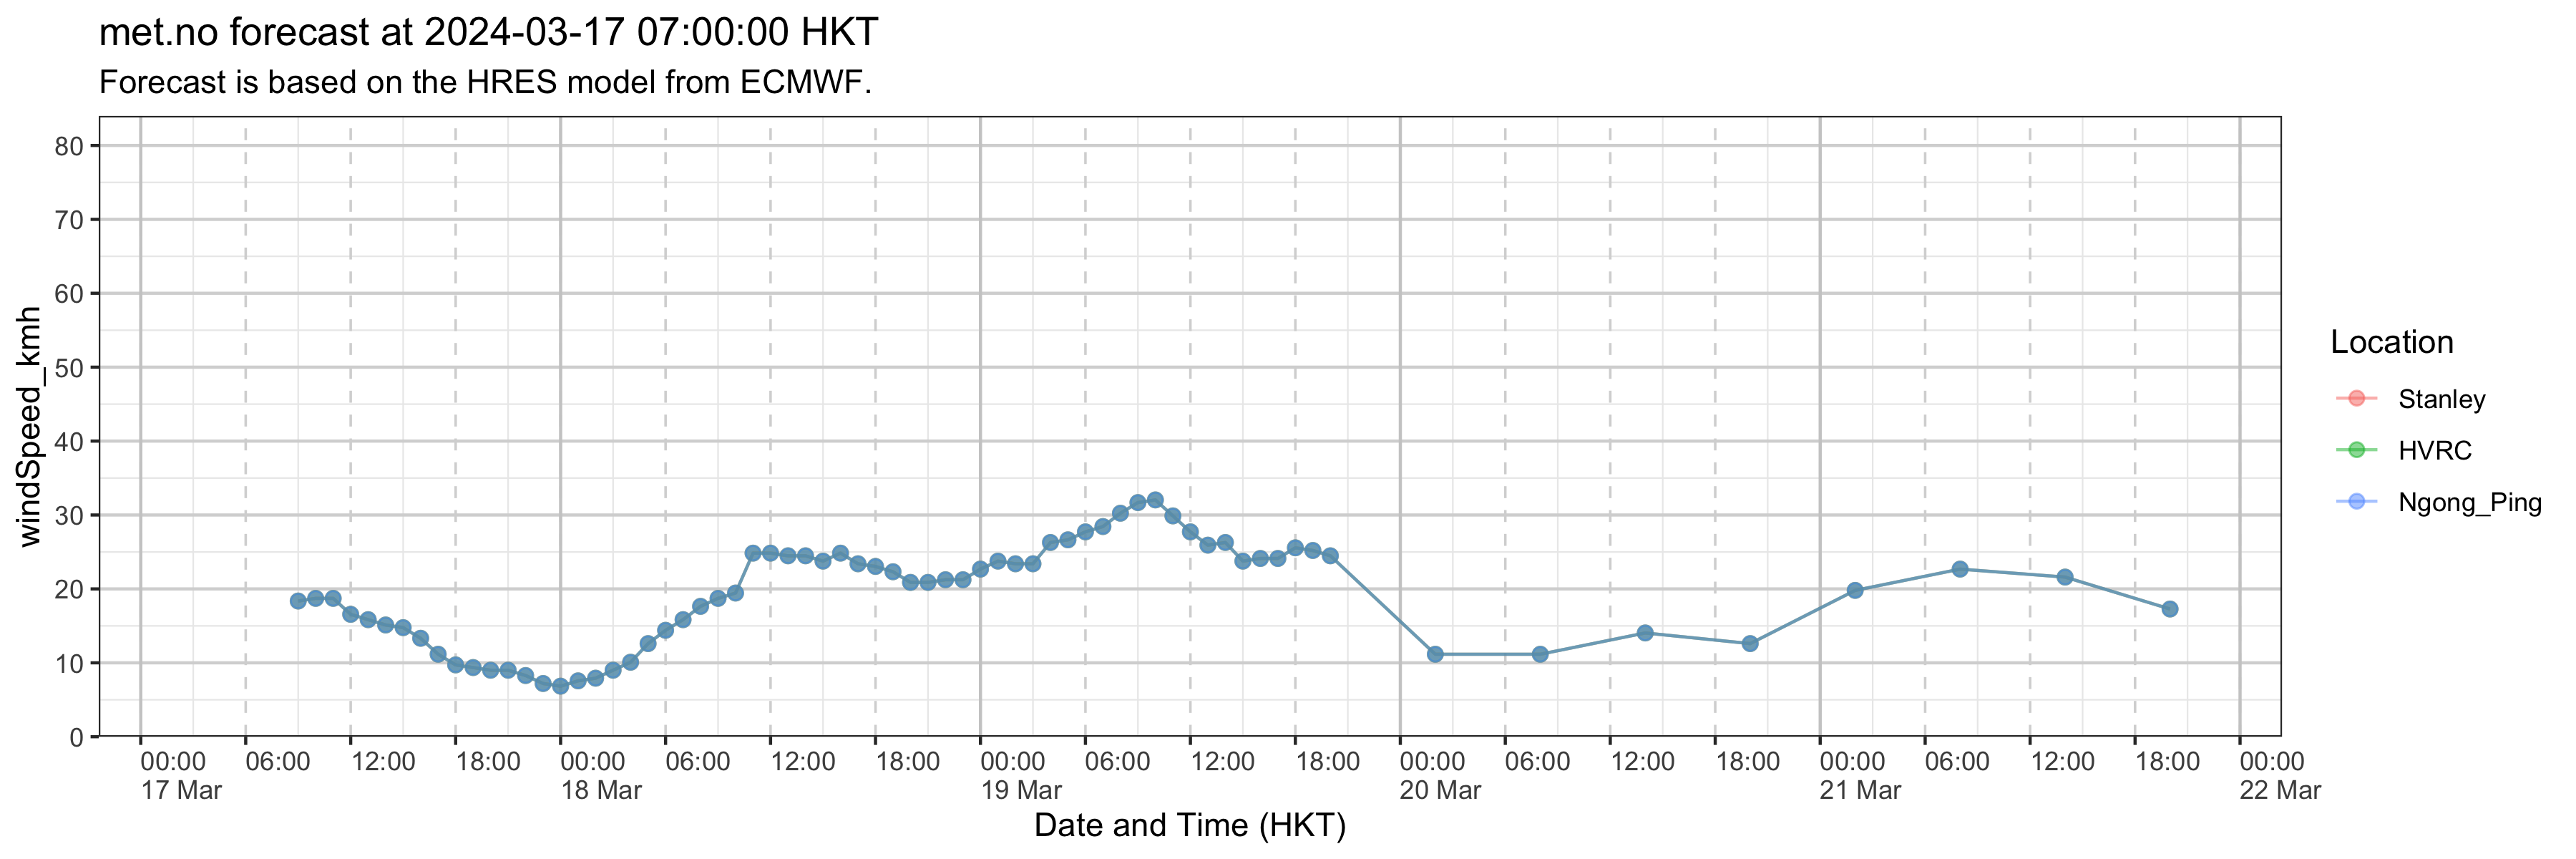 met.no forecast at 2024-03-17 07:00:00 HKT
Forecast is based on the HRES model from ECMWF.
windSpeed_kmh
80
70
60
50
40
30
20
10
0
00:00 06:00 12:00 18:00 00:00 06:00 12:00 18:00 00:00 06:00 12:00 18:00 00:00 06:00 12:00 18:00 00:00 06:00 12:00 18:00 00:00
17 Mar 18 Mar 19 Mar 20 Mar 21 Mar 22 Mar
Date and Time (HKT)
Location
Stanley
HVRC
Ngong_Ping